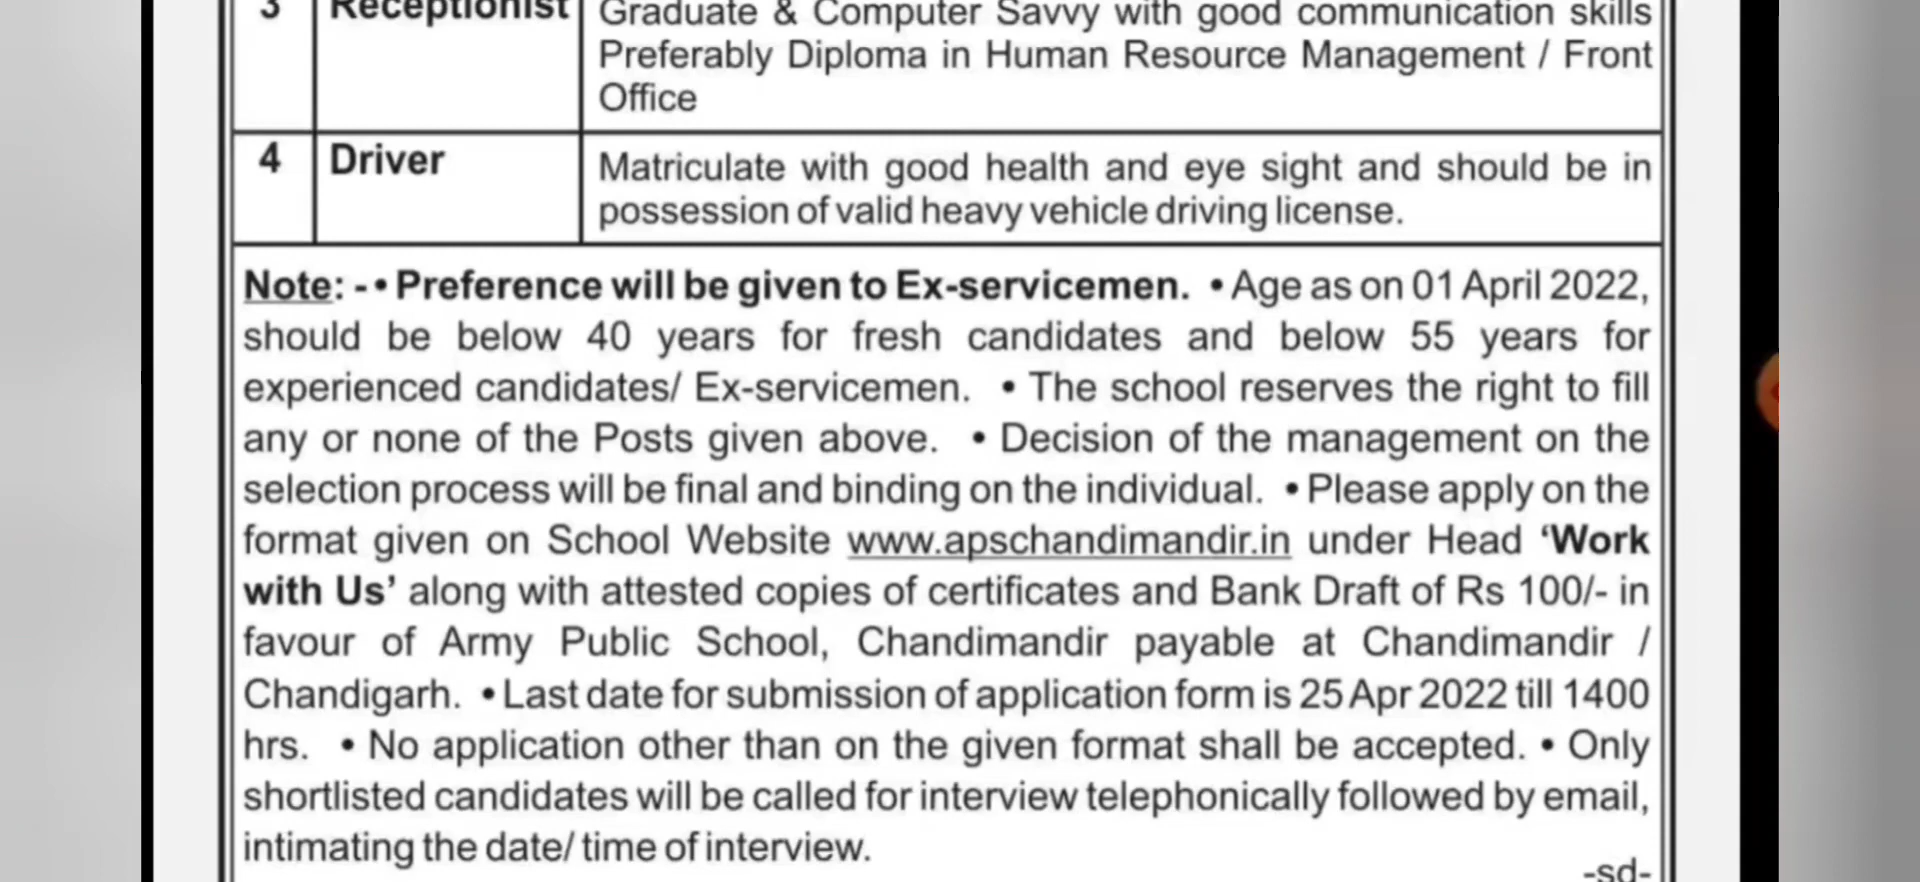 3 Receptionist Graduate & Computer Savvy with good communication skills
Preferably Diploma in Human Resource Management / Front
Office
4 Driver Matriculate with good health and eye sight and should be in
possession of valid heavy vehicle driving license.
Note: - • Preference will be given to Ex-servicemen. • Age as on 01 April 2022,
should be below 40 years for fresh candidates and below 55 years for
experienced candidates/ Ex-servicemen. • The school reserves the right to fill
any or none of the Posts given above. • Decision of the management on the
selection process will be final and binding on the individual. • Please apply on the
format given on School Website www.apschandimandir.in under Head ‘Work
with Us’ along with attested copies of certificates and Bank Draft of Rs 100/- in
favour of Army Public School, Chandimandir payable at Chandimandir /
Chandigarh. • Last date for submission of application form is 25 Apr 2022 till 1400
hrs. • No application other than on the given format shall be accepted. • Only
shortlisted candidates will be called for interview telephonically followed by email,
intimating the date/ time of interview.
-sd-